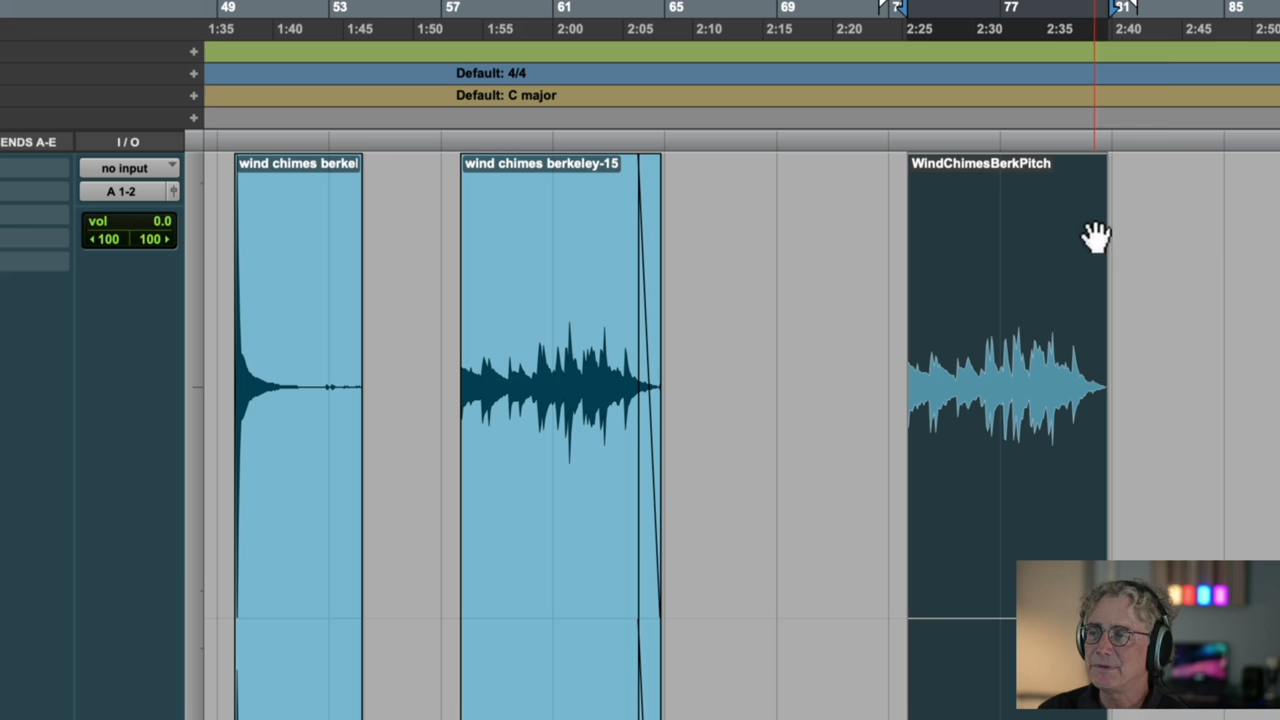 49 53 57 61 65 69 77 81 85
1:35 1:40 1:45 1:50 1:55 2:00 2:05 2:10 2:15 2:20 2:25 2:30 2:35 2:40 2:45 2:50
+
+ Default: 4/4
+ Default: C major
+
ENDS A-E I / O
no input wind chimes berkel wind chimes berkeley-15 WindChimesBerkPitch
A 1-2
vol 0.0
100 100